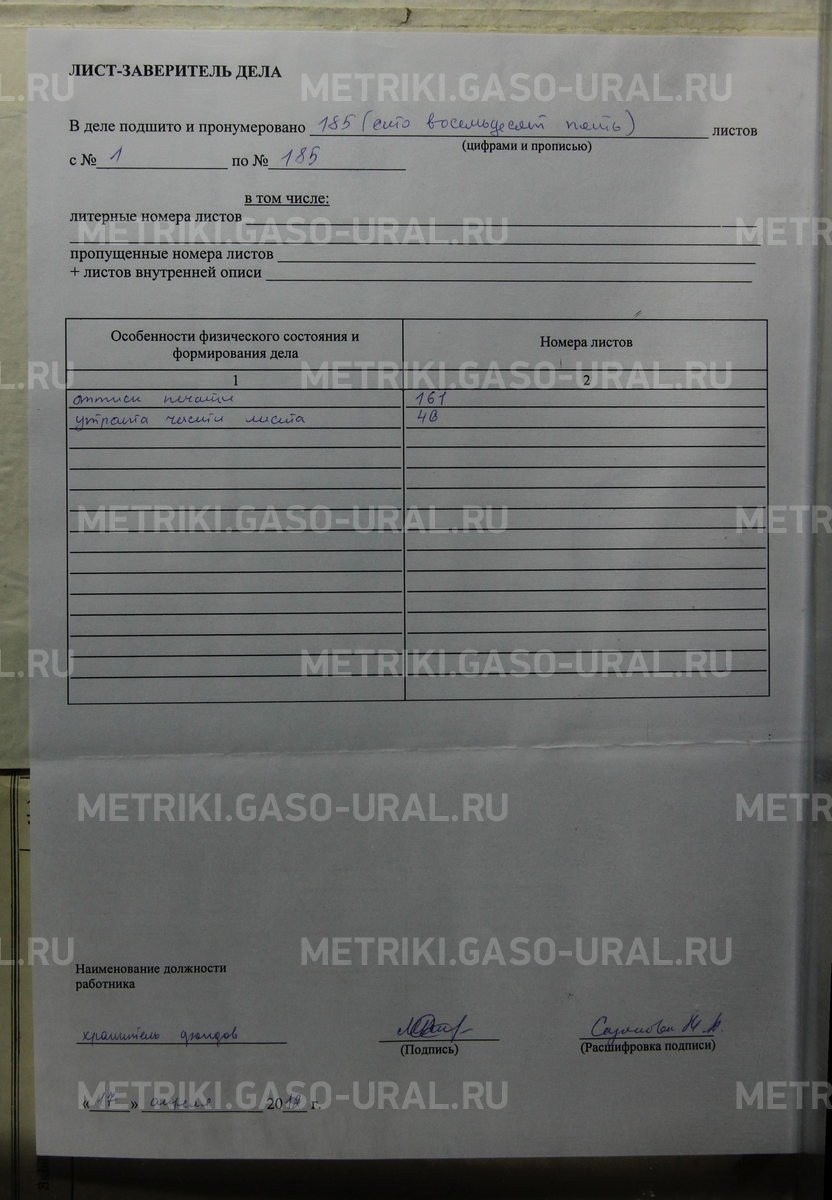 ЛИСТ-ЗАВЕРИТЕЛЬ ДЕЛА
METRIKI.GASO-URAL.RU
В деле подшито и пронумеровано 185 (сто восемьдесят пять) листов
(цифрами и прописью)
с № 1 по № 185
в том числе:
литерные номера листов
пропущенные номера листов
+ листов внутренней описи
Особенности физического состояния и формирования дела
Номера листов
1
2
оттиски печати 161
утрата части листа
Наименование должности
работника
хранитель фондов
(Подпись)
(Расшифровка подписи)
«17» апреля 2017 г.